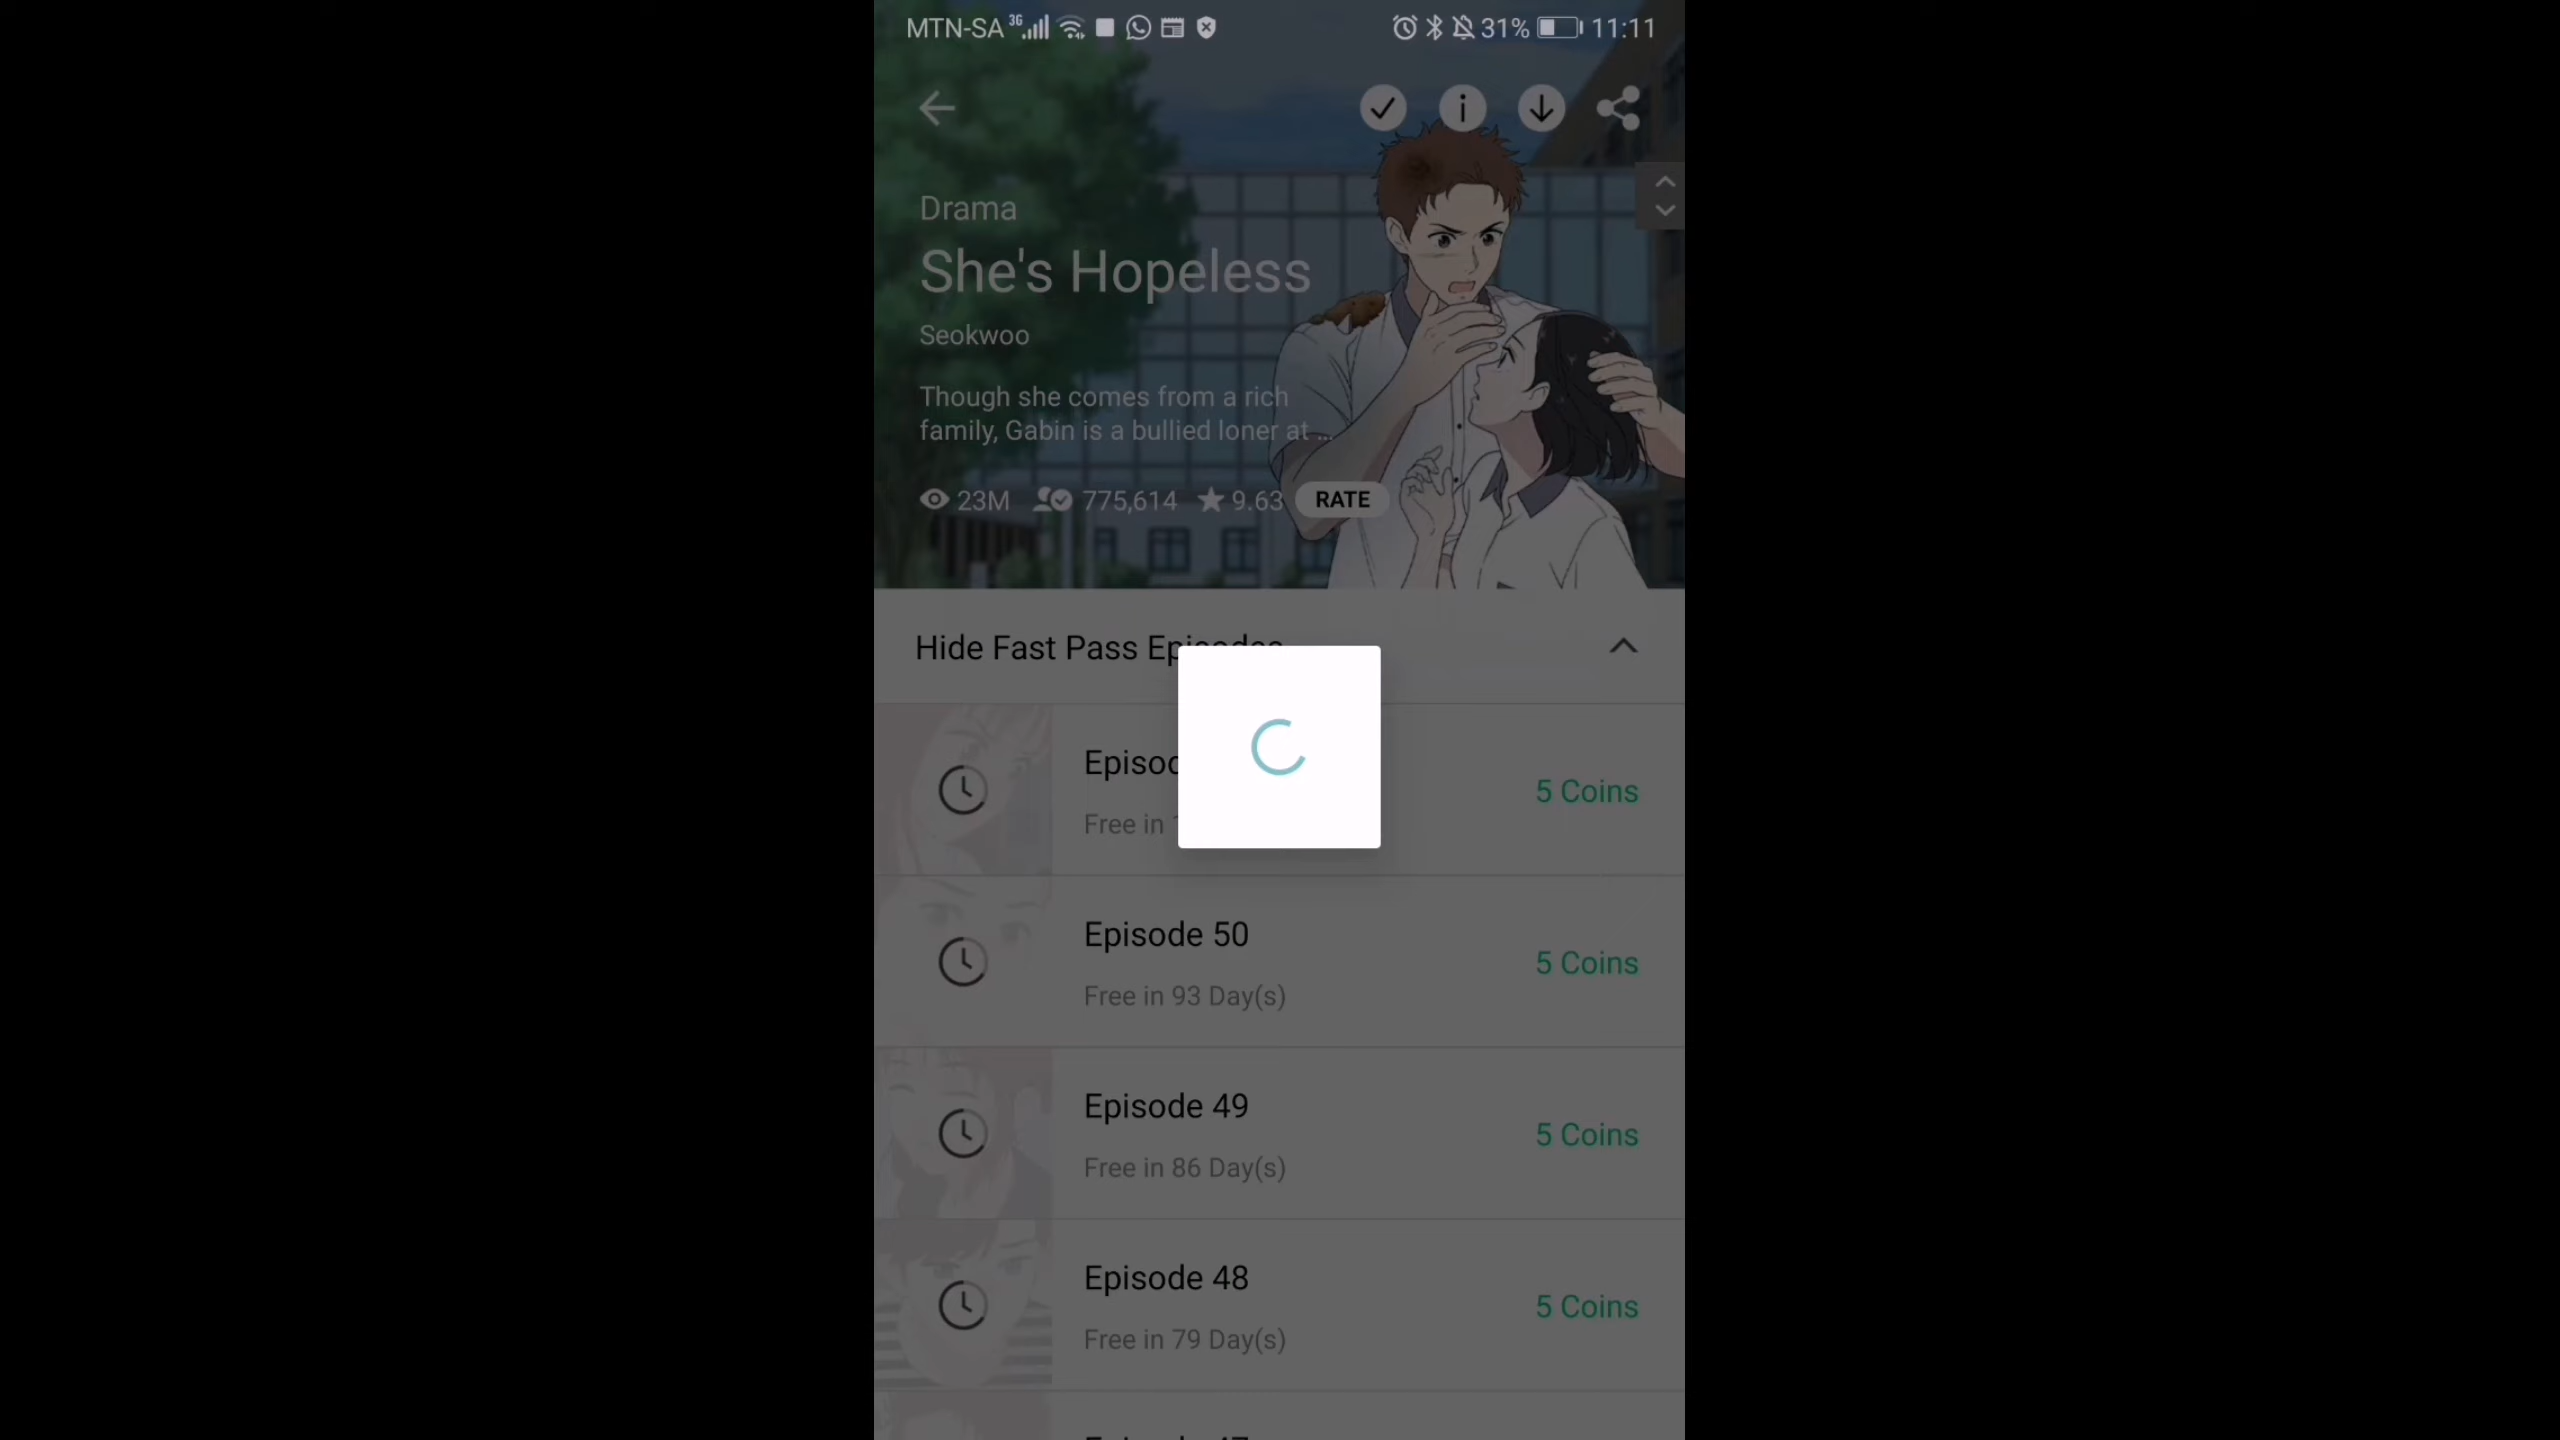 MTN-SA 3G 31% 11:11
Drama
She's Hopeless
Seokwoo
Though she comes from a rich
family, Gabin is a bullied loner at ...
23M 775,614 9.63 RATE
Hide Fast Pass Episodes
5 Coins
Free in
Episode 50
5 Coins
Free in 93 Day(s)
Episode 49
5 Coins
Free in 86 Day(s)
Episode 48
5 Coins
Free in 79 Day(s)